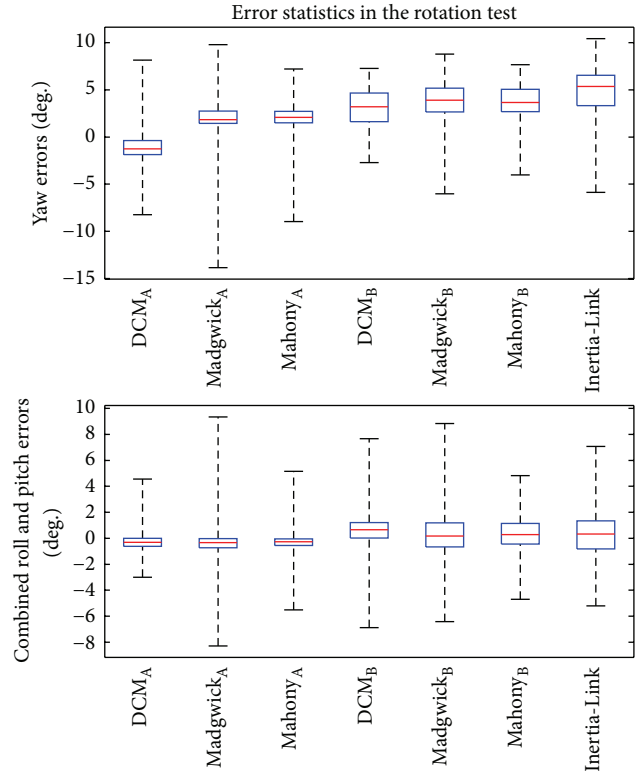 Error statistics in the rotation test
Yaw errors (deg.)
10
5
0
−5
−10
−15
DCM_A
Madgwick_A
Mahony_A
DCM_B
Madgwick_B
Mahony_B
Inertia-Link
Combined roll and pitch errors
(deg.)
10
8
6
4
2
0
−2
−4
−6
−8
DCM_A
Madgwick_A
Mahony_A
DCM_B
Madgwick_B
Mahony_B
Inertia-Link